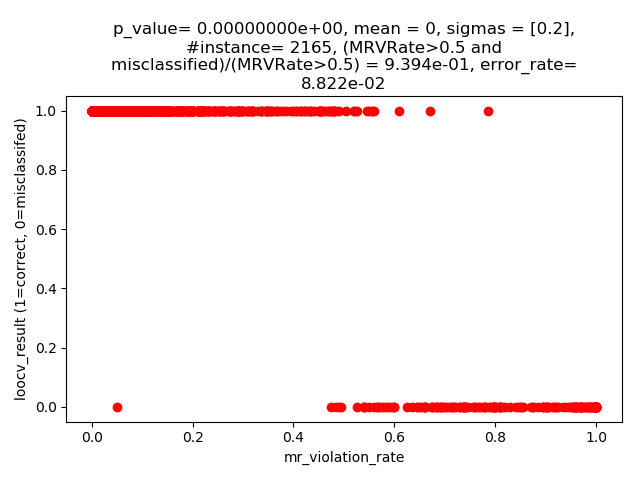 p_value= 0.00000000e+00, mean = 0, sigmas = [0.2],
#instance= 2165, (MRVRate>0.5 and
misclassified)/(MRVRate>0.5) = 9.394e-01, error_rate=
8.822e-02
loocv_result (1=correct, 0=misclassifed)
1.0
0.8
0.6
0.4
0.2
0.0
0.0 0.2 0.4 0.6 0.8 1.0
mr_violation_rate